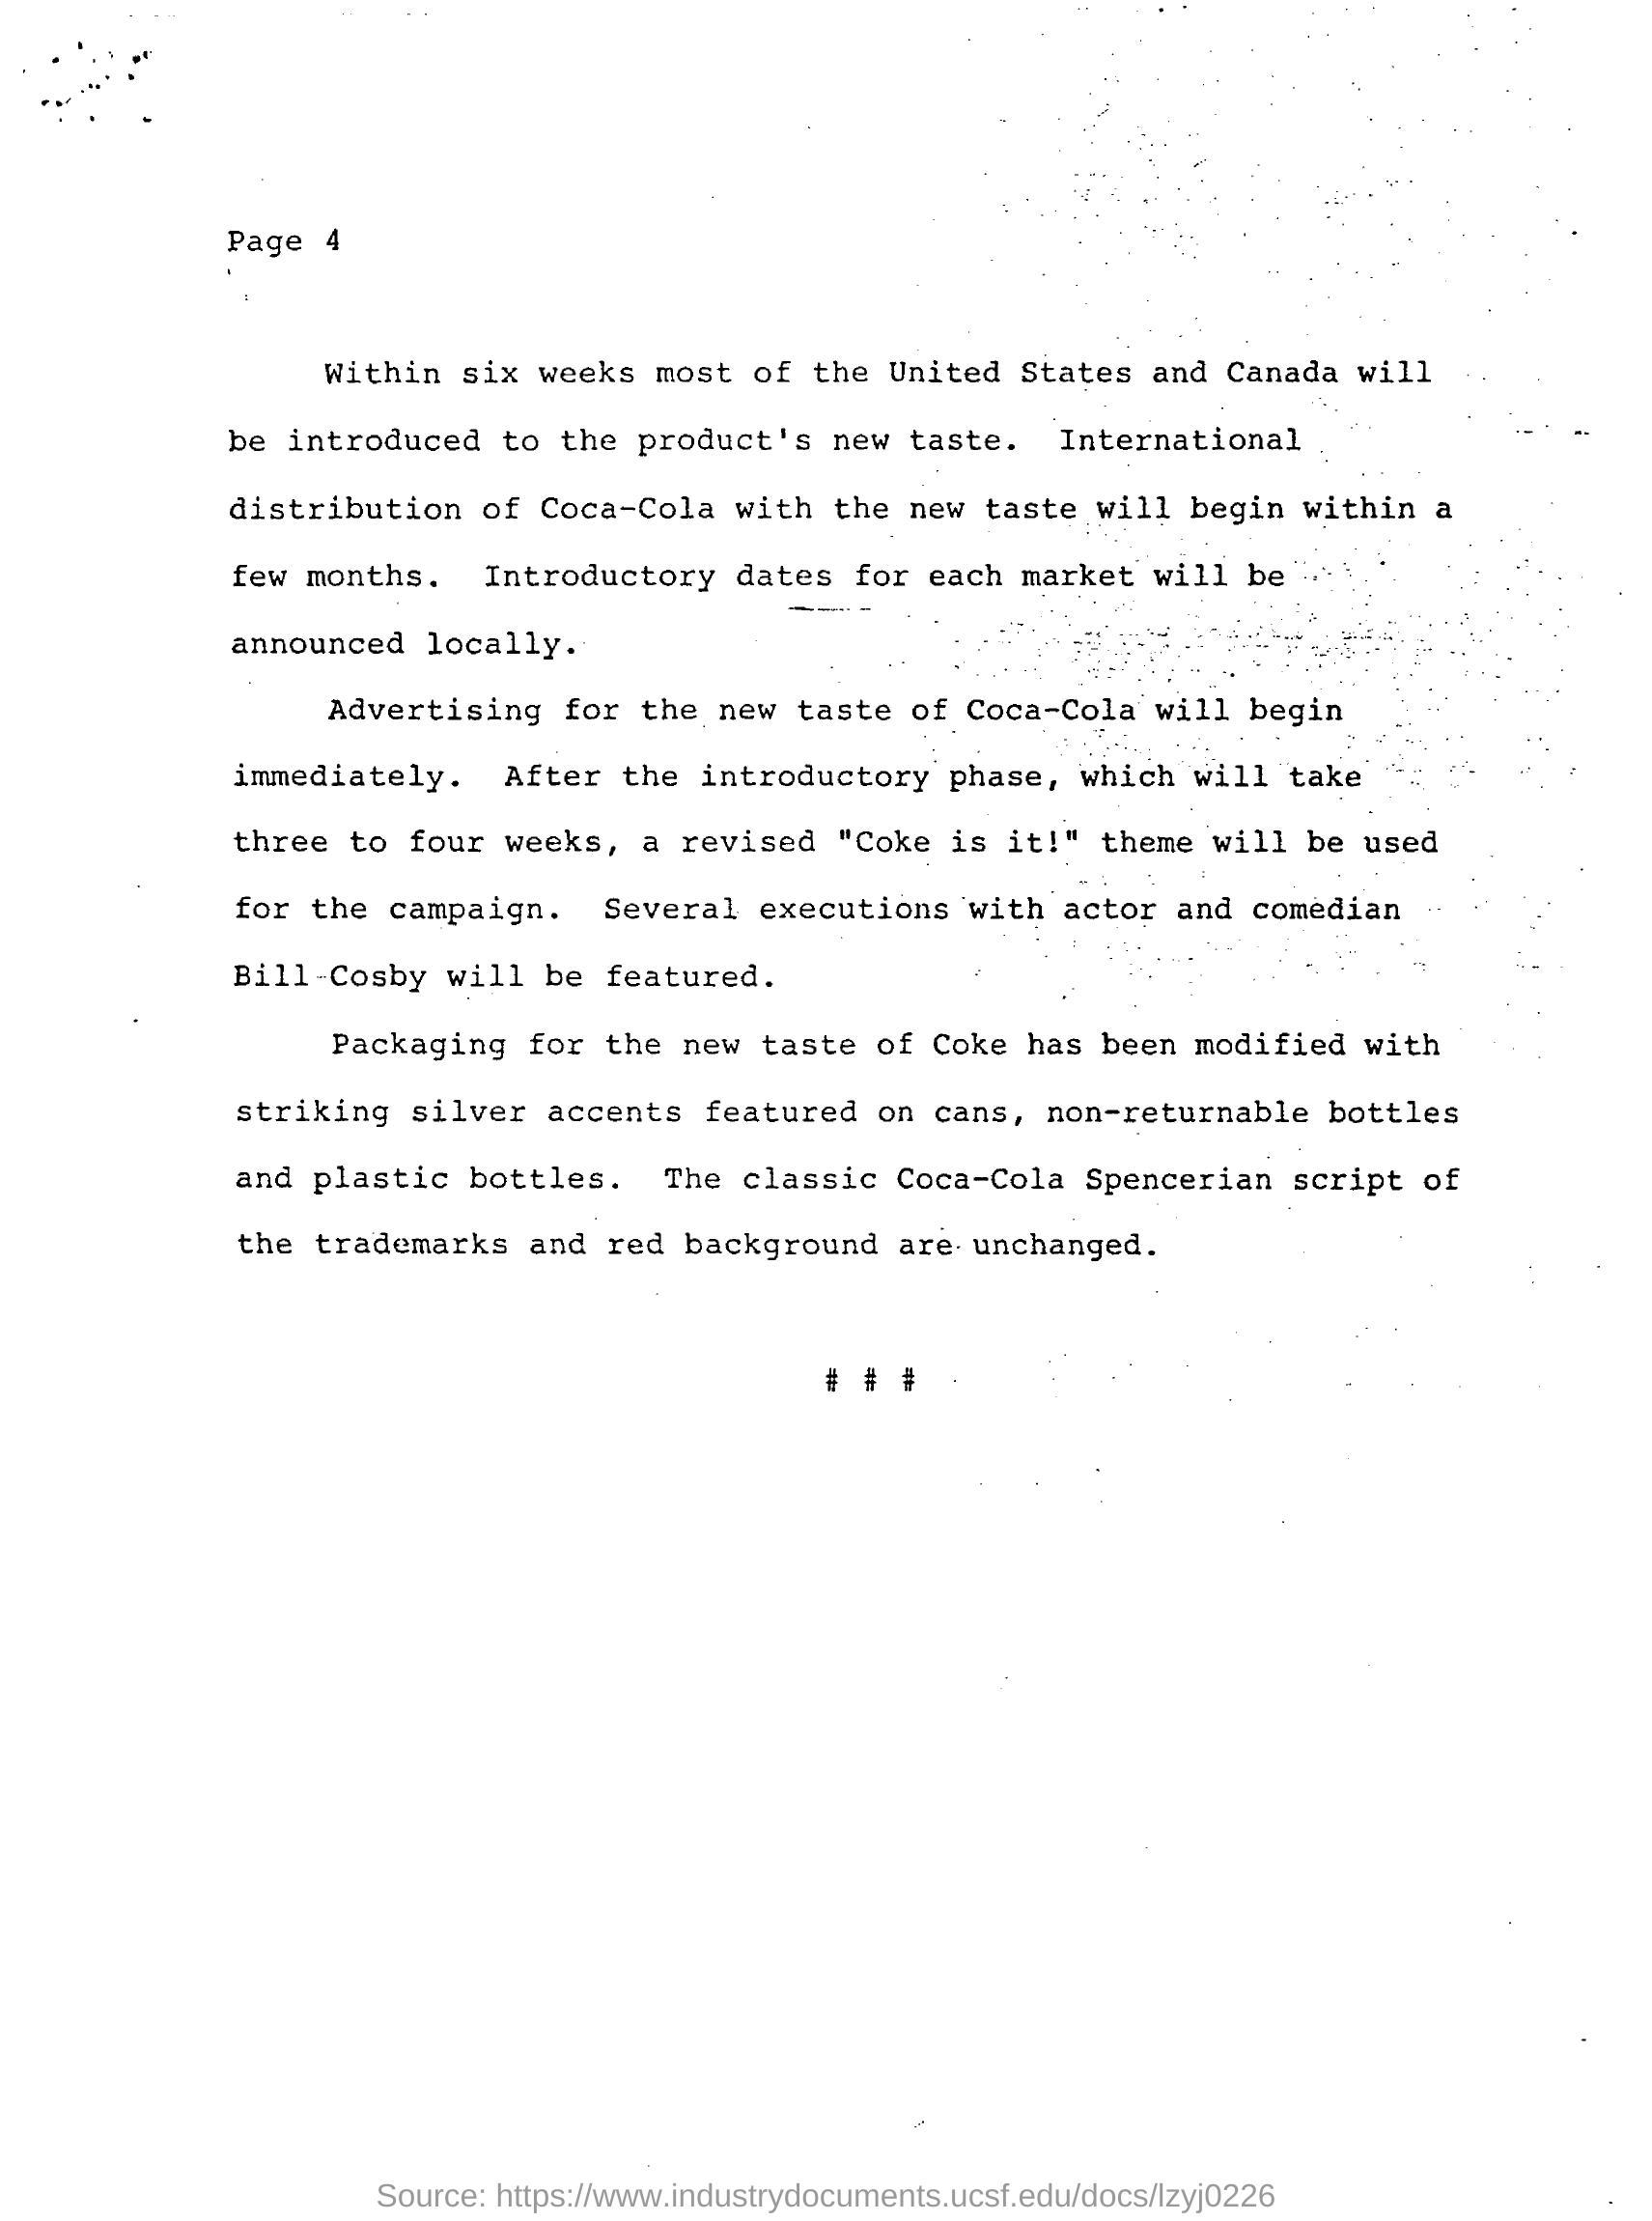 Page 4
Within six weeks most of the United States and Canada will
be introduced to the product's new taste. International
distribution of Coca-Cola with the new taste will begin within a
few months. Introductory dates for each market will be
announced locally.
Advertising for the new taste of Coca-Cola will begin
immediately. After the introductory phase, which will take
three to four weeks, a revised "Coke is it!" theme will be used
for the campaign. Several executions with actor and comedian
Bill Cosby will be featured.
Packaging for the new taste of Coke has been modified with
striking silver accents featured on cans, non-returnable bottles
and plastic bottles. The classic Coca-Cola Spencerian script of
the trademarks and red background are unchanged.
# # #
Source: https://www.industrydocuments.ucsf.edu/docs/lzyj0226